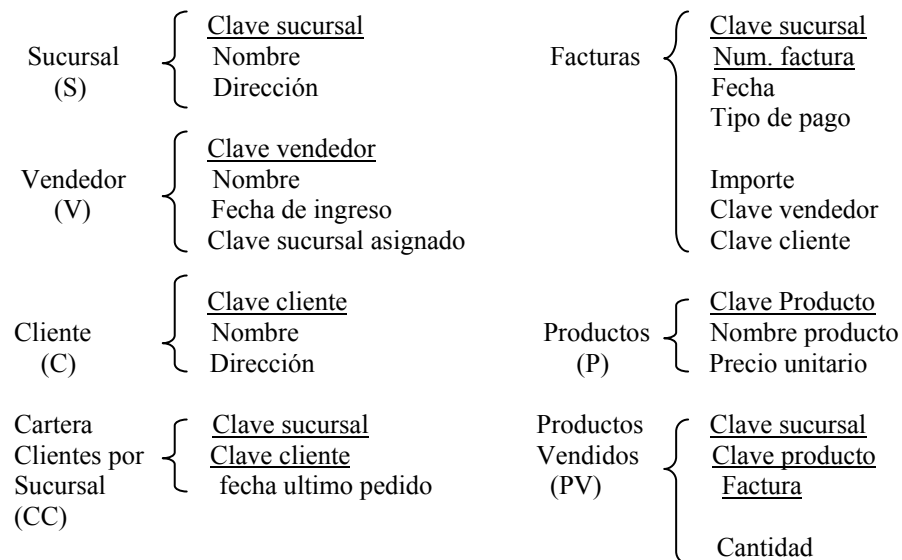 Sucursal
(S)
Clave sucursal
Nombre
Dirección
Vendedor
(V)
Clave vendedor
Nombre
Fecha de ingreso
Clave sucursal asignado
Cliente
(C)
Clave cliente
Nombre
Dirección
Cartera
Clientes por
Sucursal
(CC)
Clave sucursal
Clave cliente
fecha ultimo pedido
Facturas
Clave sucursal
Num. factura
Fecha
Tipo de pago
Importe
Clave vendedor
Clave cliente
Productos
(P)
Clave Producto
Nombre producto
Precio unitario
Productos
Vendidos
(PV)
Clave sucursal
Clave producto
Factura
Cantidad